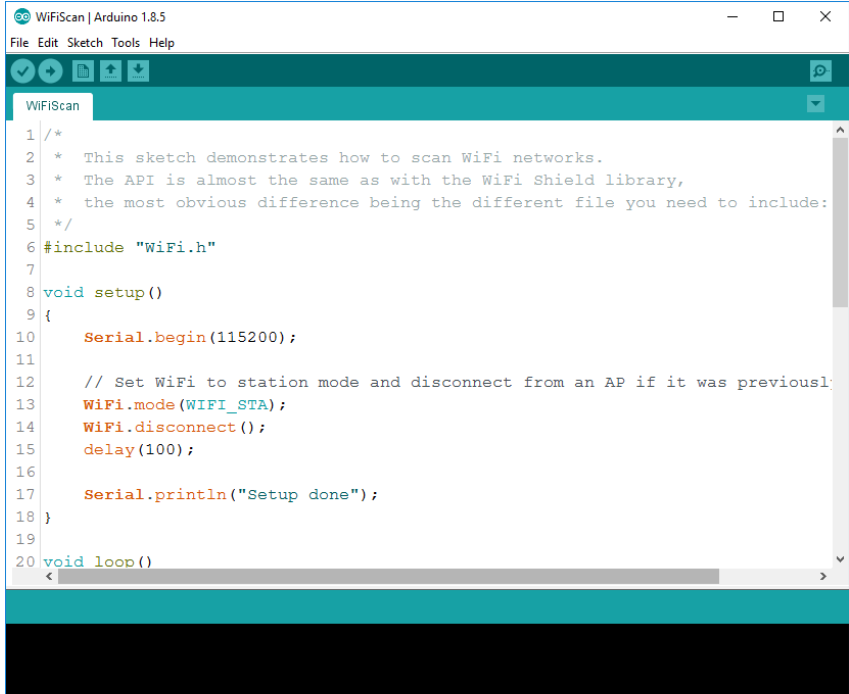 WiFiScan | Arduino 1.8.5
File Edit Sketch Tools Help
WiFiScan
1 /*
2  *  This sketch demonstrates how to scan WiFi networks.
3  *  The API is almost the same as with the WiFi Shield library,
4  *  the most obvious difference being the different file you need to include:
5  */
6 #include "WiFi.h"
7
8 void setup()
9 {
10     Serial.begin(115200);
11
12     // Set WiFi to station mode and disconnect from an AP if it was previousl
13     WiFi.mode(WIFI_STA);
14     WiFi.disconnect();
15     delay(100);
16
17     Serial.println("Setup done");
18 }
19
20 void loop()